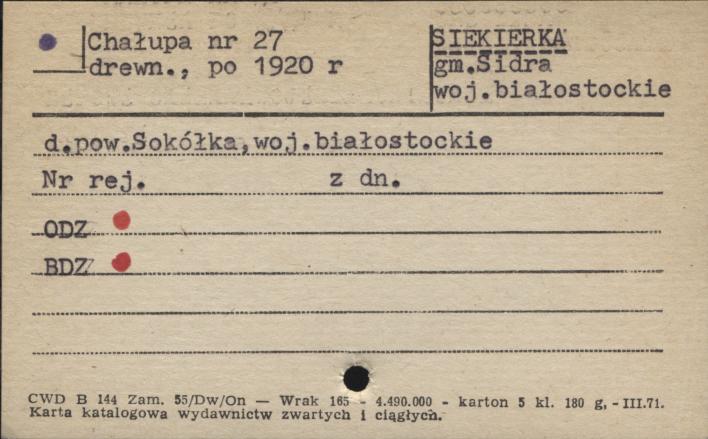 Chałupa nr 27
drewn., po 1920 r
SIEKIERKA
gm.Sidra
woj.białostockie
d.pow.Sokółka,woj.białostockie
Nr rej. z dn.
ODZ
BDZ
CWD B 144 Zam. 55/Dw/On — Wrak 165 - 4.490.000 - karton 5 kl. 180 g, - III.71.
Karta katalogowa wydawnictw zwartych i ciągłych.